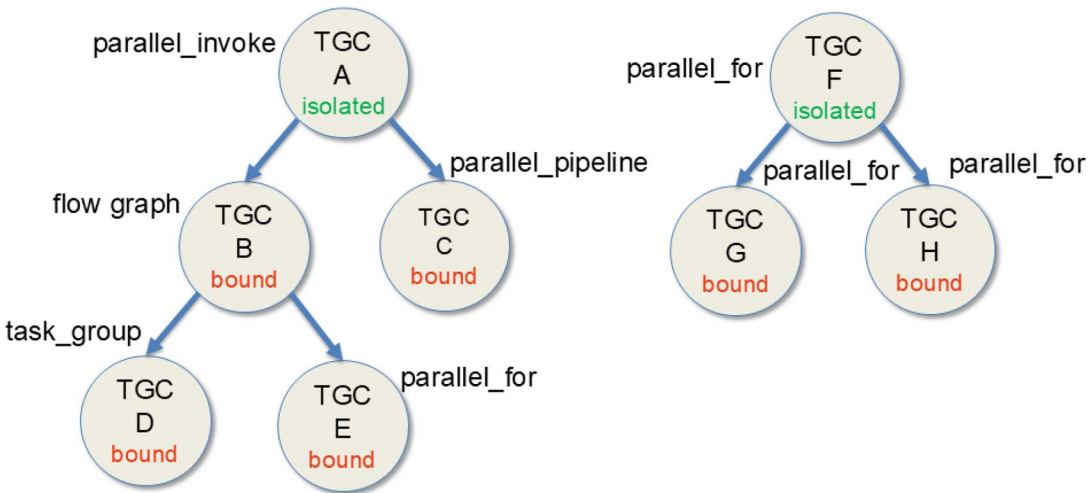 parallel_invoke
TGC
A
isolated
parallel_for
TGC
F
isolated
flow graph
TGC
B
bound
parallel_pipeline
TGC
C
bound
parallel_for
TGC
G
bound
parallel_for
TGC
H
bound
task_group
TGC
D
bound
parallel_for
TGC
E
bound